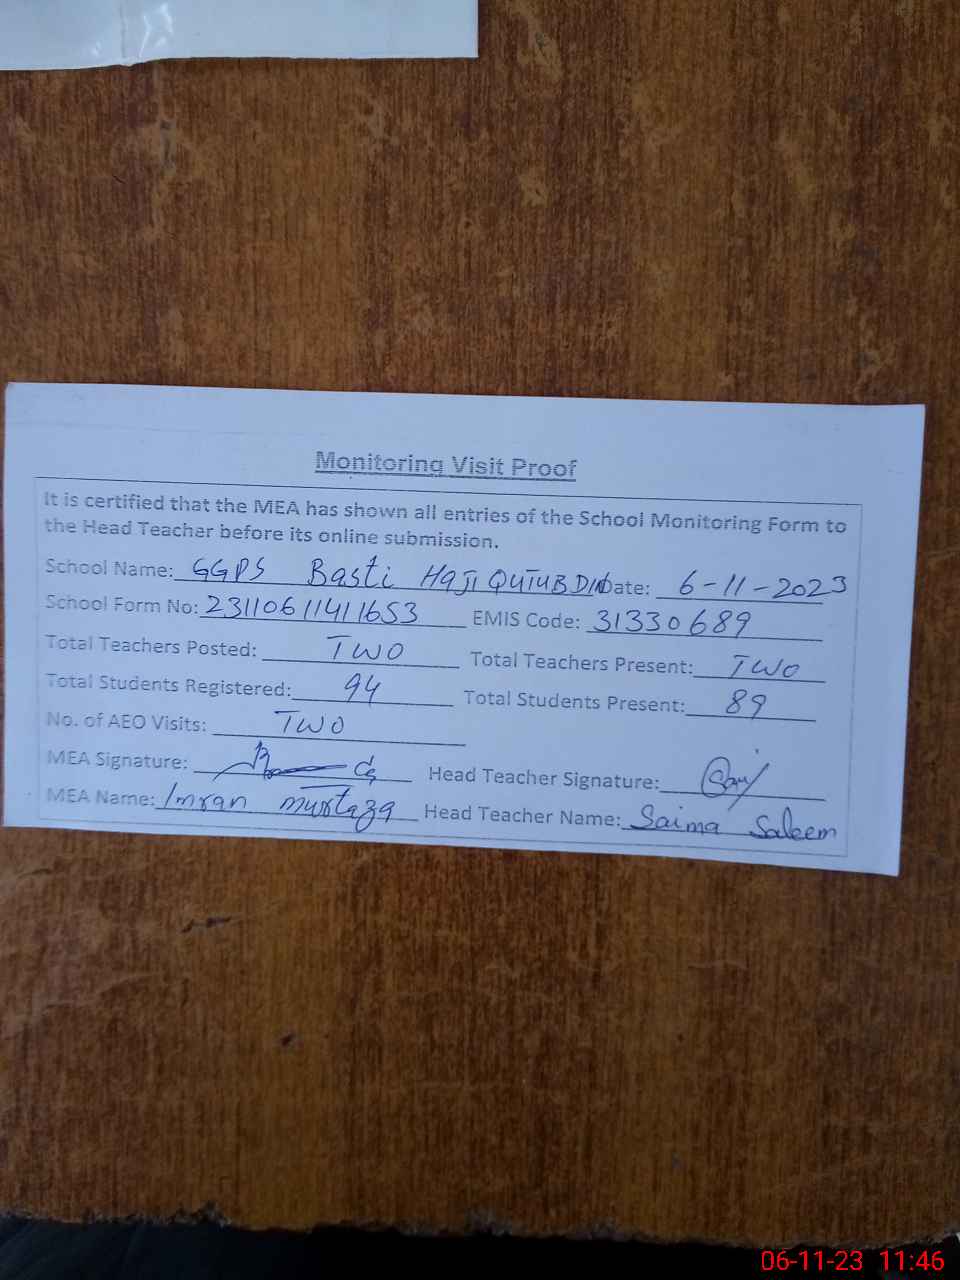 Monitoring Visit Proof
It is certified that the MEA has shown all entries of the School Monitoring Form to
the Head Teacher before its online submission.
School Name: GGPS Basti Haji QUTUBDIN Date: 6-11-2023
School Form No: 23110611411653 EMIS Code: 31330689
Total Teachers Posted: TWO Total Teachers Present: TWO
Total Students Registered: 94 Total Students Present: 89
No. of AEO Visits: TWO
MEA Signature: Head Teacher Signature:
MEA Name: Imran murtaza Head Teacher Name: Saima Saleem
06-11-23 11:46